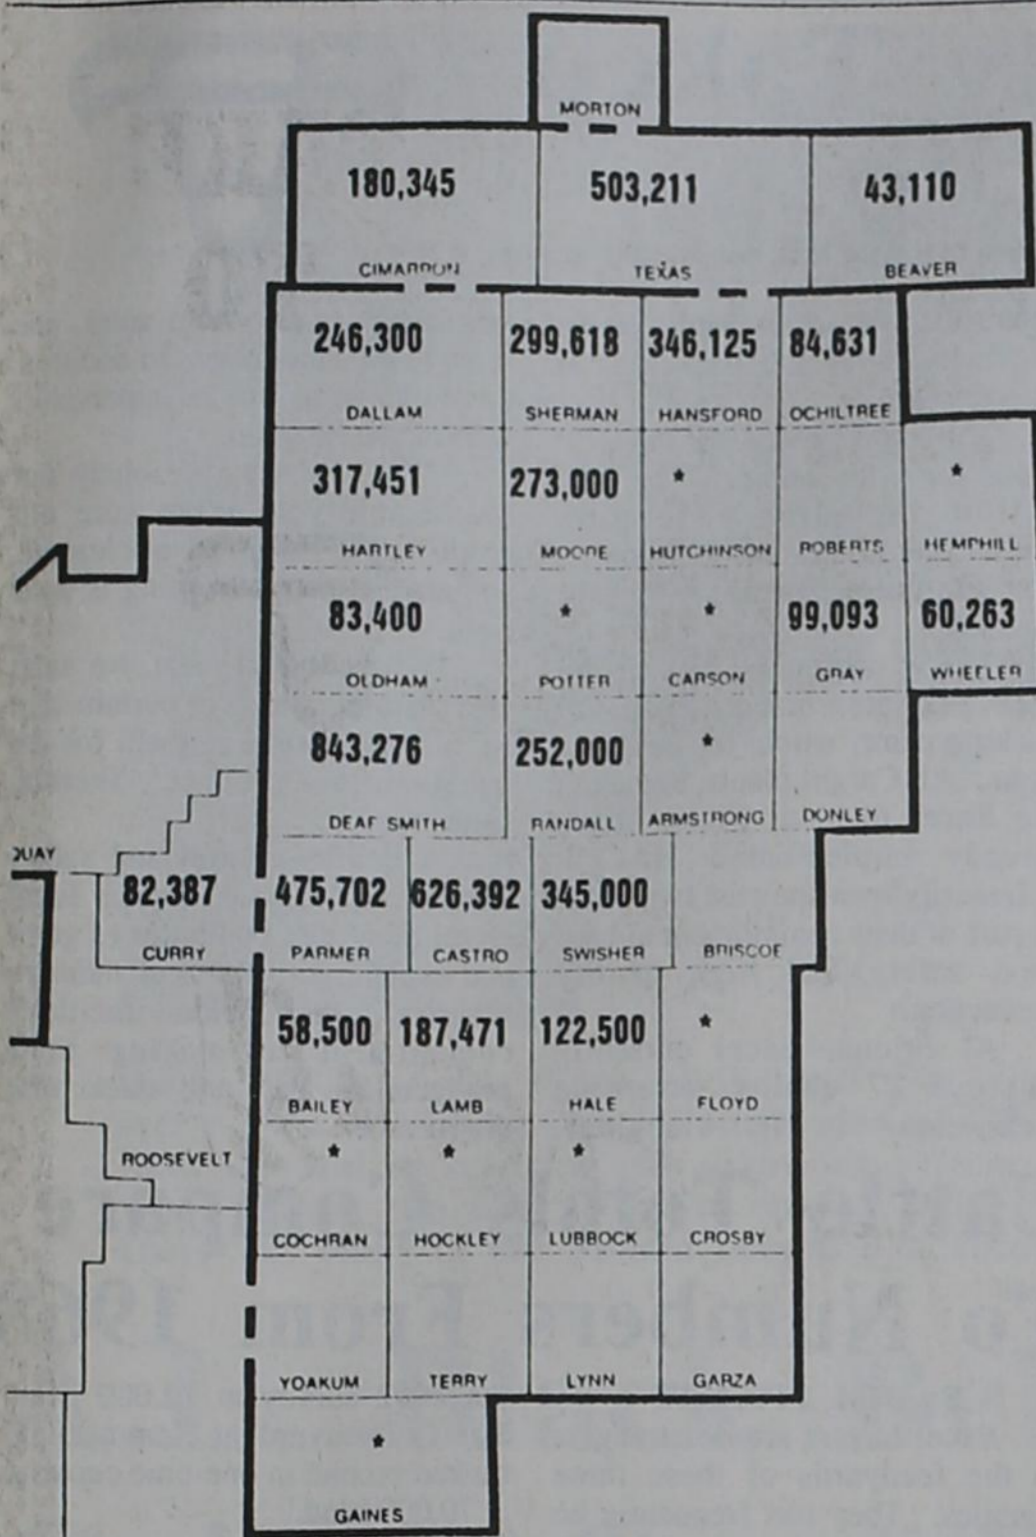 MORTON
180,345 503,211 43,110
CIMARRON TEXAS BEAVER
246,300 299,618 346,125 84,631
DALLAM SHERMAN HANSFORD OCHILTREE
317,451 273,000 * *
HARTLEY MOORE HUTCHINSON ROBERTS HEMPHILL
83,400 * * 99,093 60,263
OLDHAM POTTER CARSON GRAY WHEELER
843,276 252,000 *
DEAF SMITH RANDALL ARMSTRONG DONLEY
QUAY
82,387 475,702 626,392 345,000
CURRY PARMER CASTRO SWISHER BRISCOE
58,500 187,471 122,500 *
BAILEY LAMB HALE FLOYD
* * *
ROOSEVELT
COCHRAN HOCKLEY LUBBOCK CROSBY
YOAKUM TERRY LYNN GARZA
*
GAINES